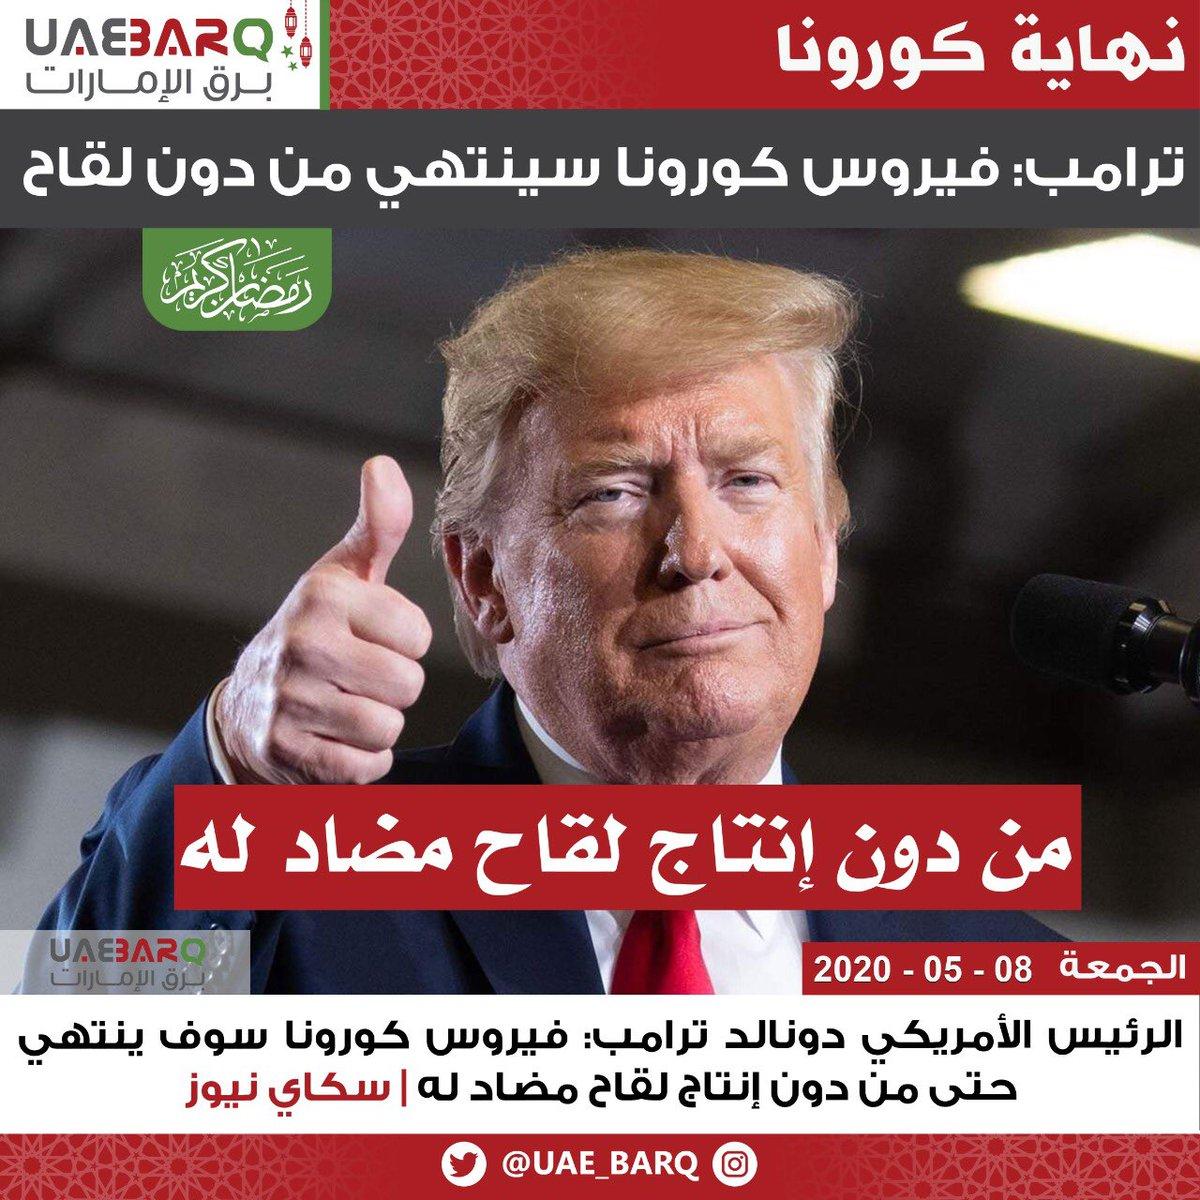 UAEBARQ
برق الإمارات
نهاية كورونا
ترامب: فيروس كورونا سينتهي من دون لقاح
رمضان كريم
من دون إنتاج لقاح مضاد له
UAEBARQ
برق الإمارات
الجمعة 08 - 05 - 2020
الرئيس الأمريكي دونالد ترامب: فيروس كورونا سوف ينتهي
حتى من دون إنتاج لقاح مضاد له | سكاي نيوز
@UAE_BARQ